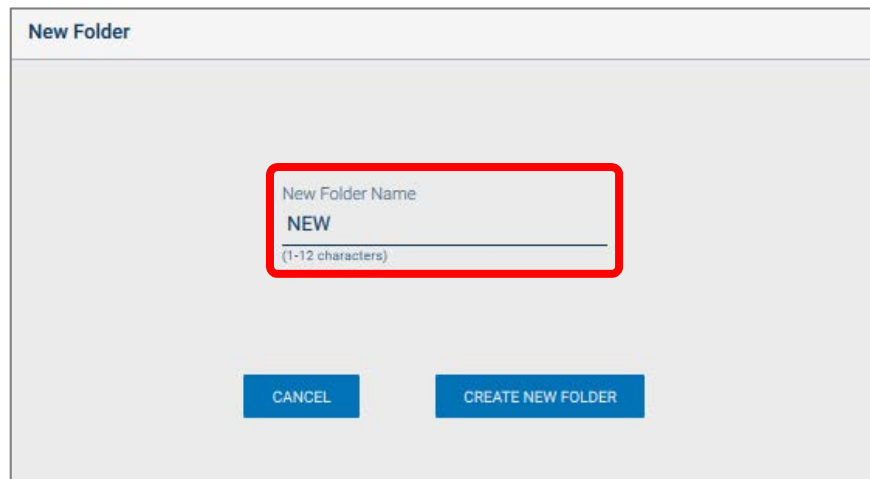 New Folder
New Folder Name
NEW
(1-12 characters)
CANCEL
CREATE NEW FOLDER